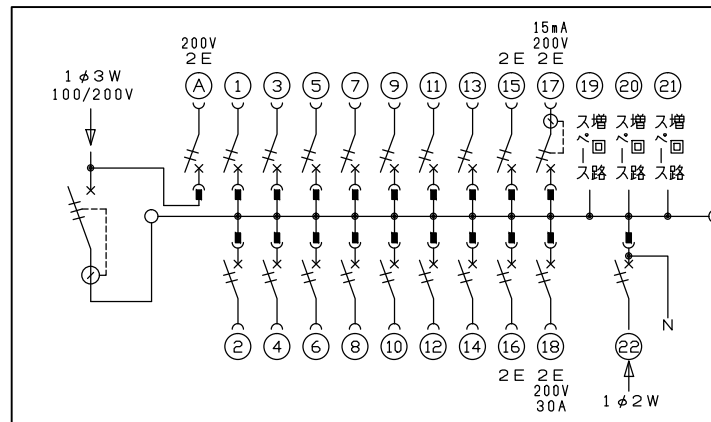 15mA
200V 200V
2E 2E 2E
1φ3W
100/200V
A 1 3 5 7 9 11 13 15 17 19 20 21
増回路 増回路 増回路
スペース スペース スペース
2 4 6 8 10 12 14 16 18 22
N
2E 2E
200V
30A
1φ2W